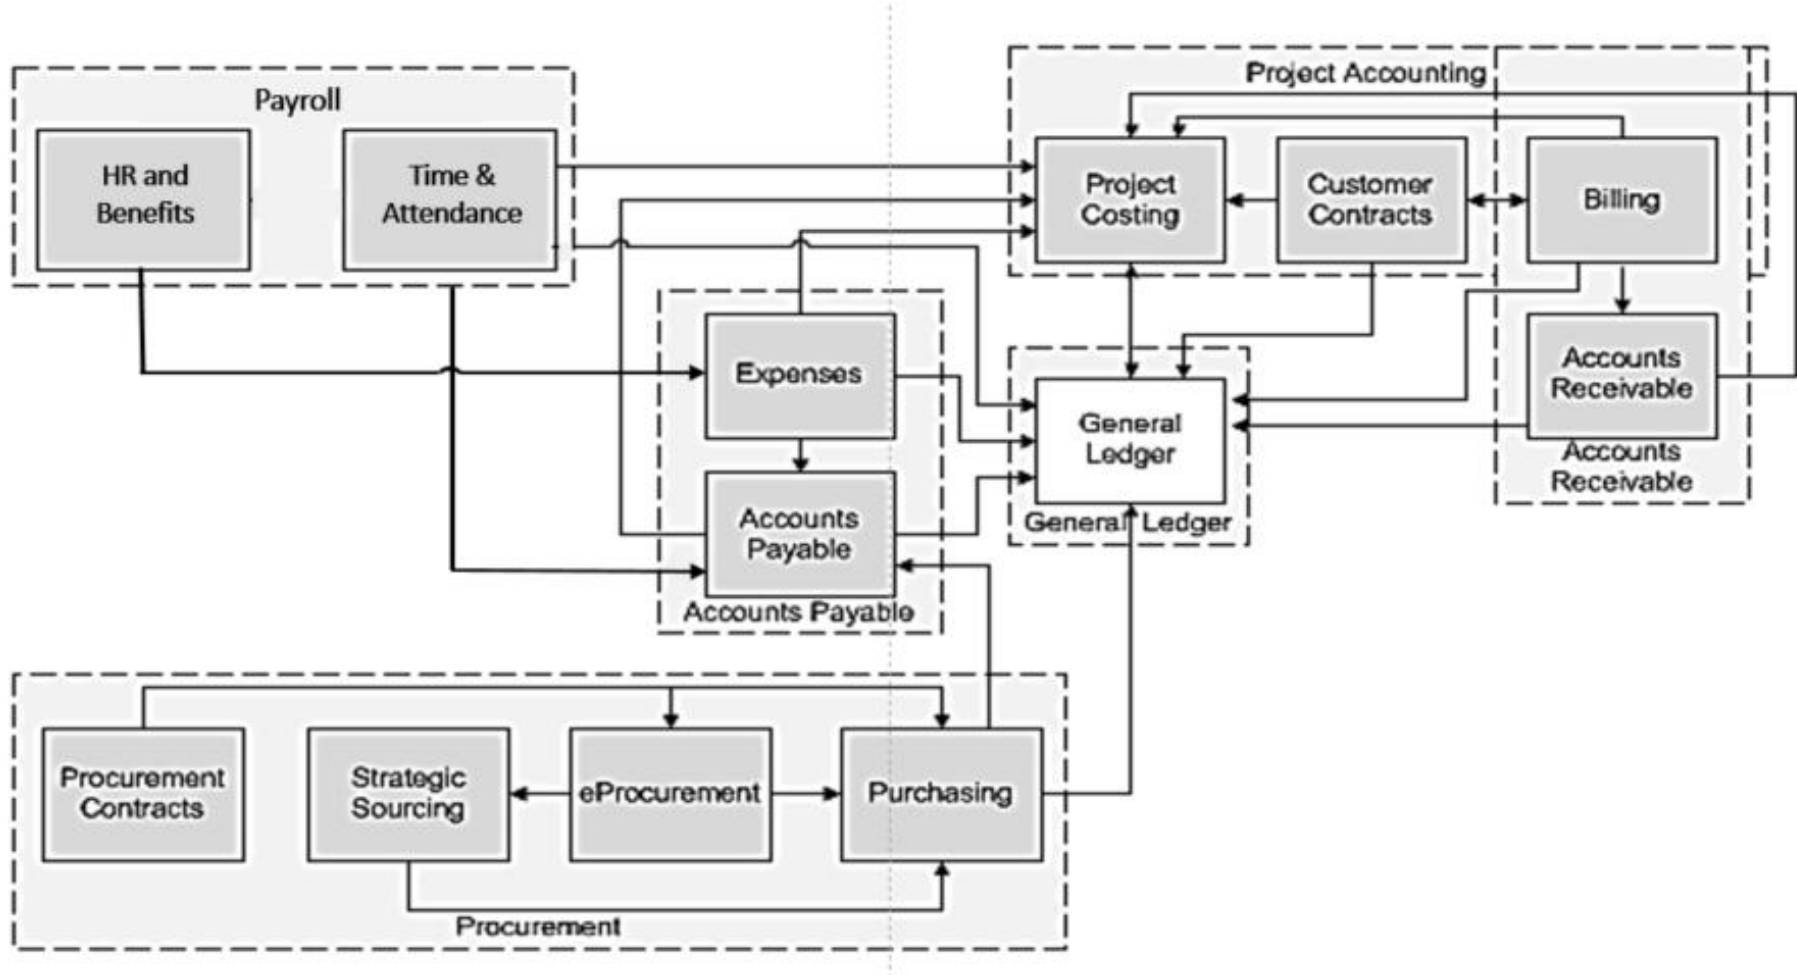 Payroll
HR and
Benefits
Time &
Attendance
Project Accounting
Project
Costing
Customer
Contracts
Billing
Expenses
Accounts
Payable
Accounts Payable
General
Ledger
General Ledger
Accounts
Receivable
Accounts
Receivable
Procurement
Contracts
Strategic
Sourcing
eProcurement
Purchasing
Procurement